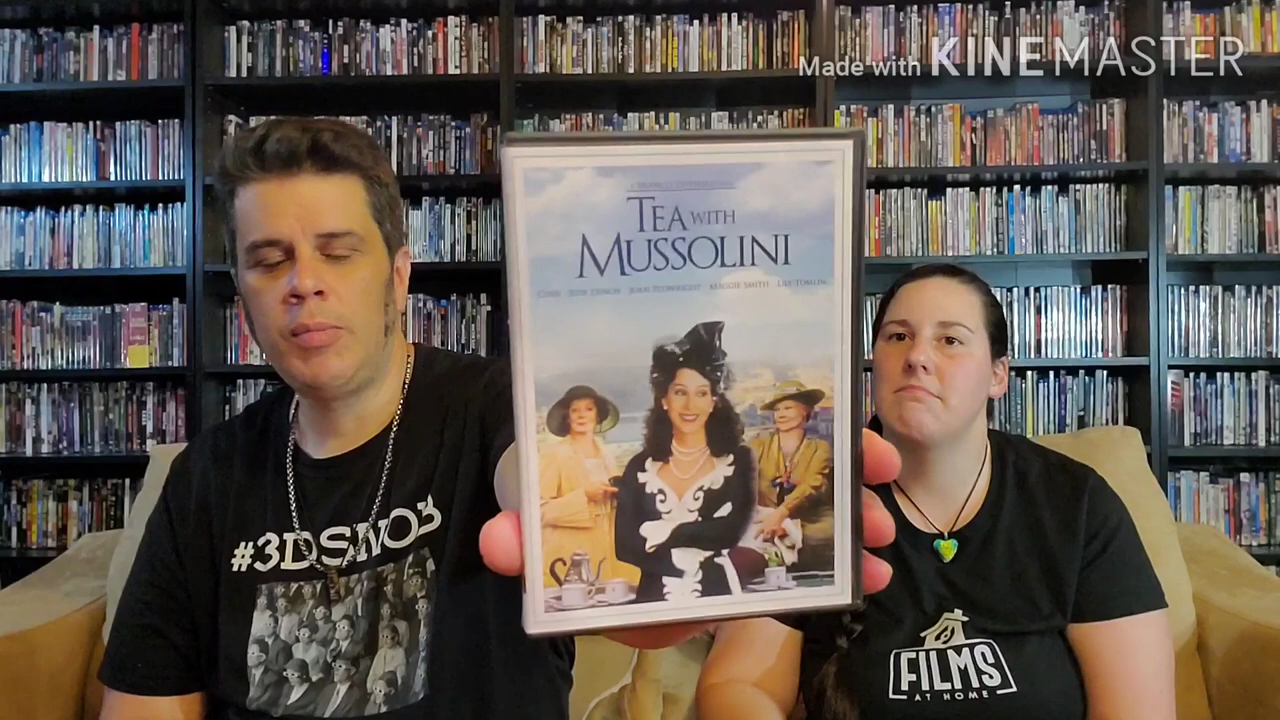 Made with KINEMASTER
TEA WITH
MUSSOLINI
CHER JUDI DENCH JOAN PLOWRIGHT MAGGIE SMITH LILY TOMLIN
#3DSNOB
FILMS
AT HOME